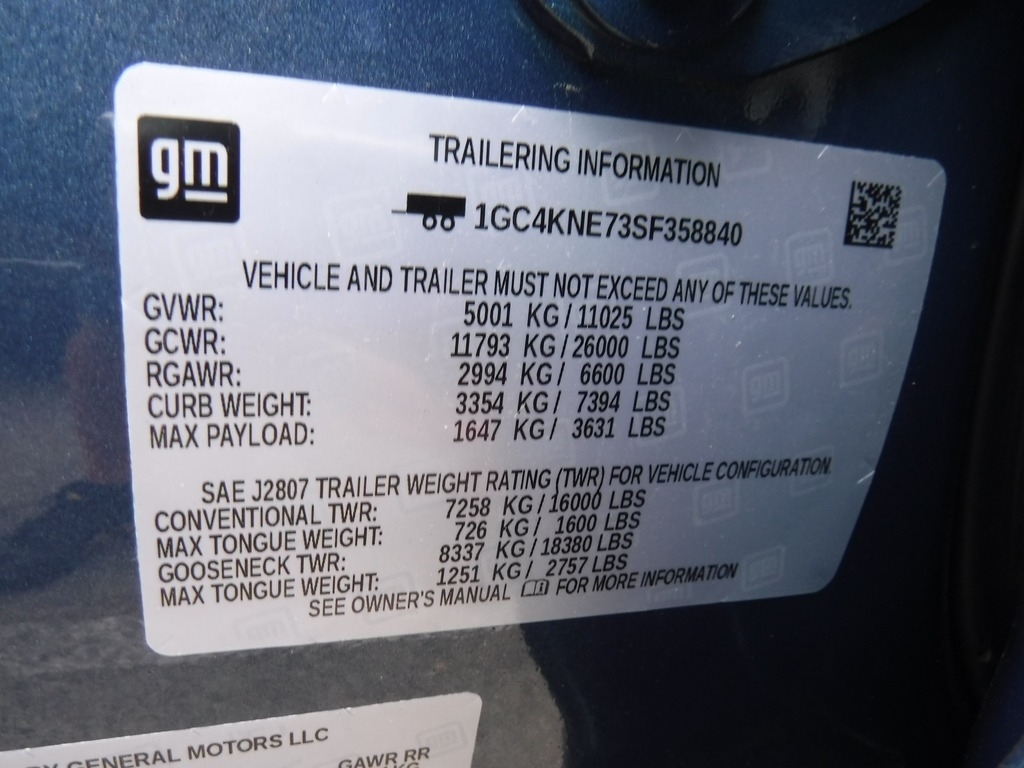 gm
TRAILERING INFORMATION
1GC4KNE73SF358840
VEHICLE AND TRAILER MUST NOT EXCEED ANY OF THESE VALUES.
GVWR: 5001 KG/11025 LBS
GCWR: 11793 KG/26000 LBS
RGAWR: 2994 KG/ 6600 LBS
CURB WEIGHT: 3354 KG/ 7394 LBS
MAX PAYLOAD: 1647 KG/ 3631 LBS
SAE J2807 TRAILER WEIGHT RATING (TWR) FOR VEHICLE CONFIGURATION.
CONVENTIONAL TWR: 7258 KG/16000 LBS
MAX TONGUE WEIGHT: 726 KG/ 1600 LBS
GOOSENECK TWR: 8337 KG/18380 LBS
MAX TONGUE WEIGHT: 1251 KG/ 2757 LBS
SEE OWNER'S MANUAL FOR MORE INFORMATION
GENERAL MOTORS LLC
GAWR RR